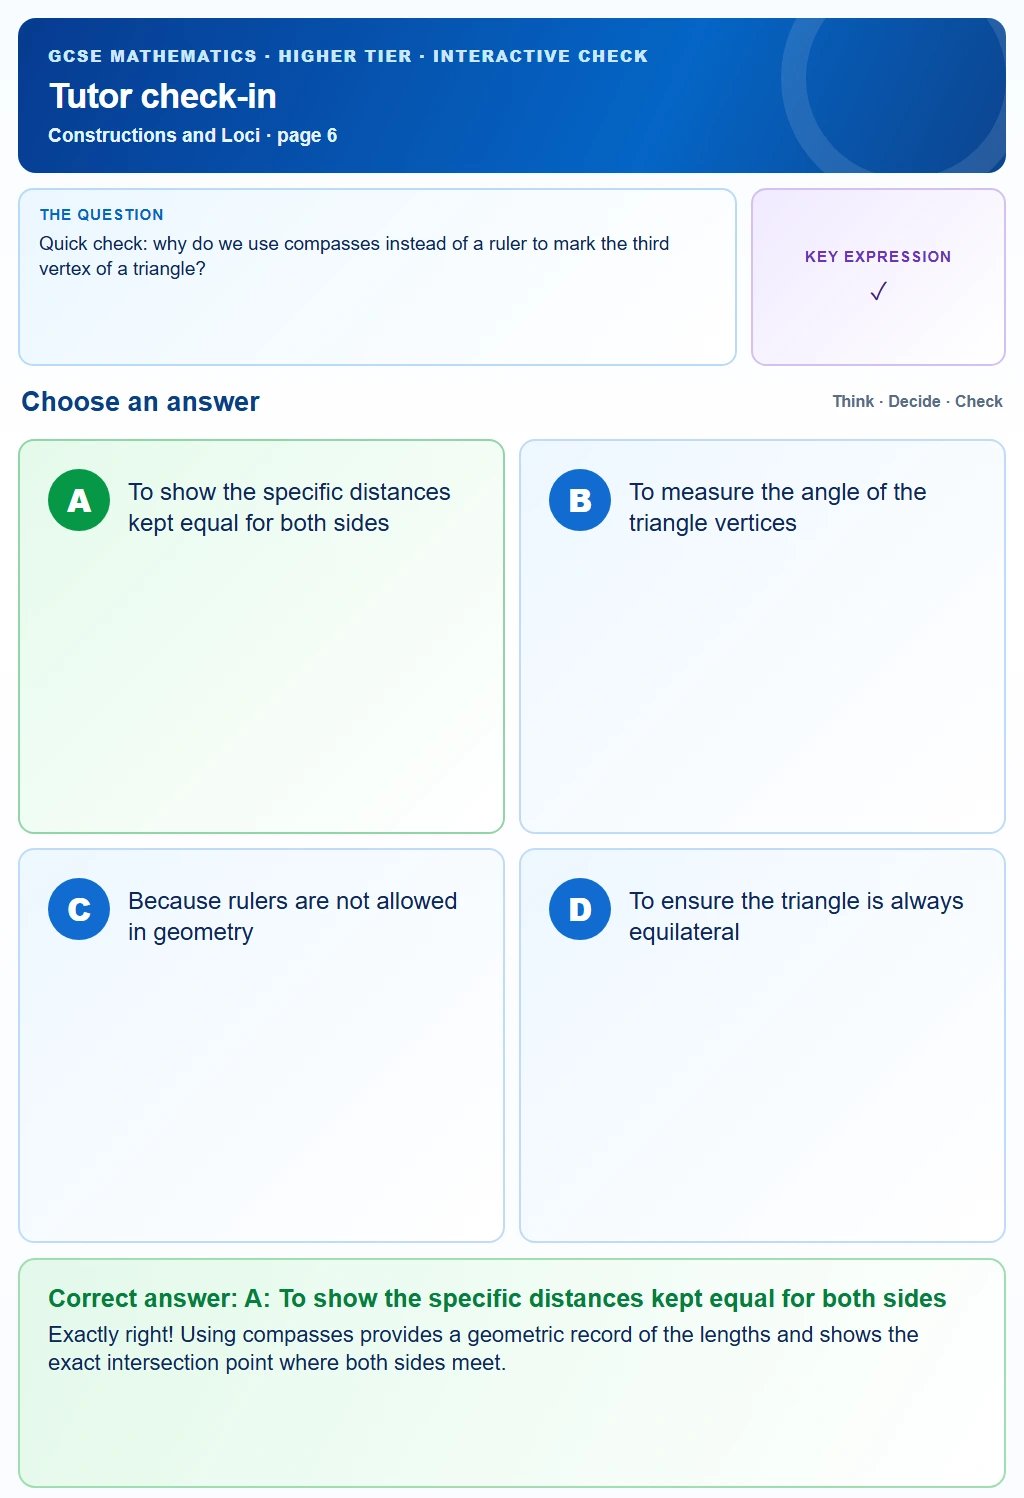 GCSE MATHEMATICS · HIGHER TIER · INTERACTIVE CHECK
Tutor check-in
Constructions and Loci · page 6
THE QUESTION
Quick check: why do we use compasses instead of a ruler to mark the third
vertex of a triangle?
KEY EXPRESSION
✓
Choose an answer
Think · Decide · Check
A
To show the specific distances
kept equal for both sides
B
To measure the angle of the
triangle vertices
C
Because rulers are not allowed
in geometry
D
To ensure the triangle is always
equilateral
Correct answer: A: To show the specific distances kept equal for both sides
Exactly right! Using compasses provides a geometric record of the lengths and shows the
exact intersection point where both sides meet.